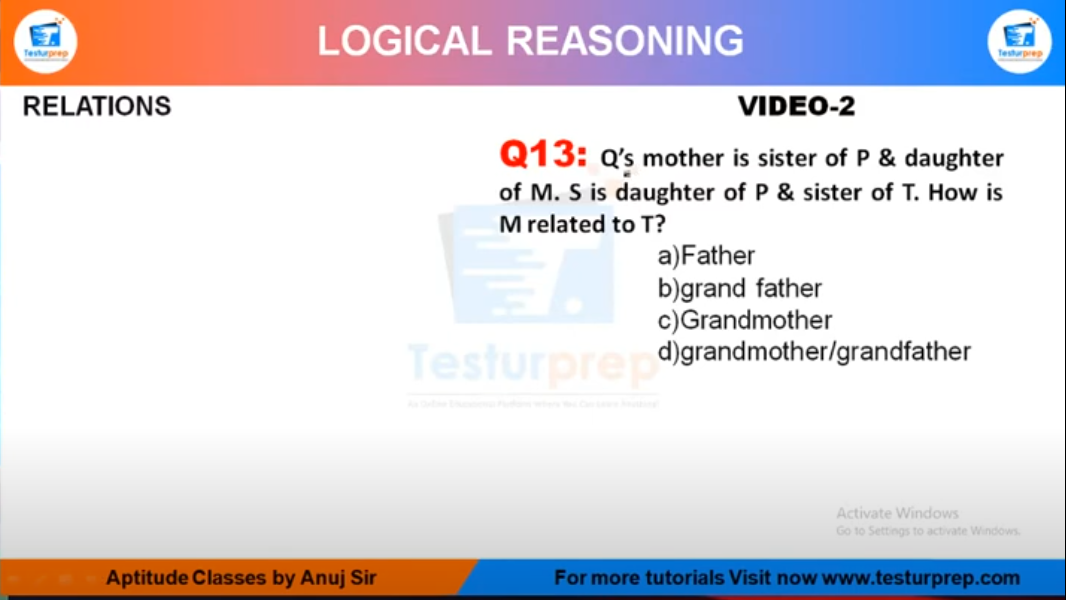 Testurprep
LOGICAL REASONING
Testurprep
RELATIONS
VIDEO-2
Q13: Q's mother is sister of P & daughter
of M. S is daughter of P & sister of T. How is
M related to T?
a)Father
b)grand father
c)Grandmother
d)grandmother/grandfather
Testurprep
Activate Windows
Go to Settings to activate Windows.
Aptitude Classes by Anuj Sir
For more tutorials Visit now www.testurprep.com